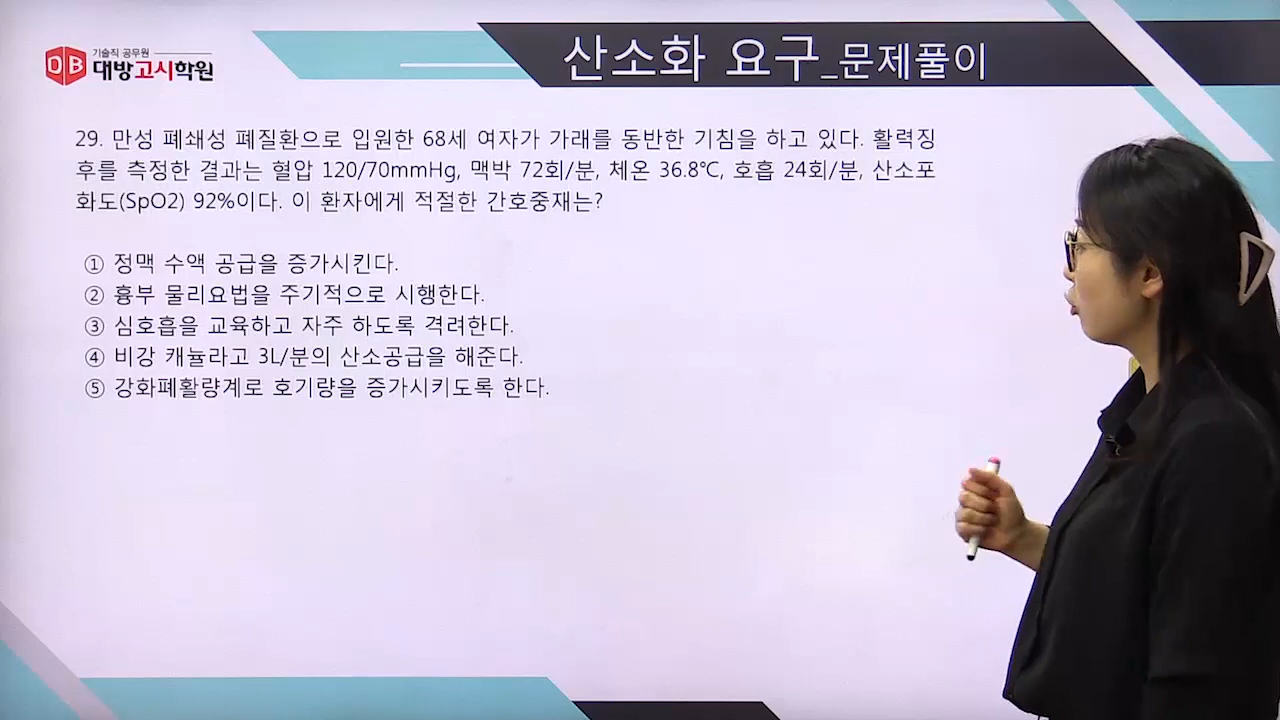 기술직 공무원
대방고시학원
산소화 요구_문제풀이
29. 만성 폐쇄성 폐질환으로 입원한 68세 여자가 가래를 동반한 기침을 하고 있다. 활력징
후를 측정한 결과는 혈압 120/70mmHg, 맥박 72회/분, 체온 36.8℃, 호흡 24회/분, 산소포
화도(SpO2) 92%이다. 이 환자에게 적절한 간호중재는?
① 정맥 수액 공급을 증가시킨다.
② 흉부 물리요법을 주기적으로 시행한다.
③ 심호흡을 교육하고 자주 하도록 격려한다.
④ 비강 캐뉼라고 3L/분의 산소공급을 해준다.
⑤ 강화폐활량계로 호기량을 증가시키도록 한다.